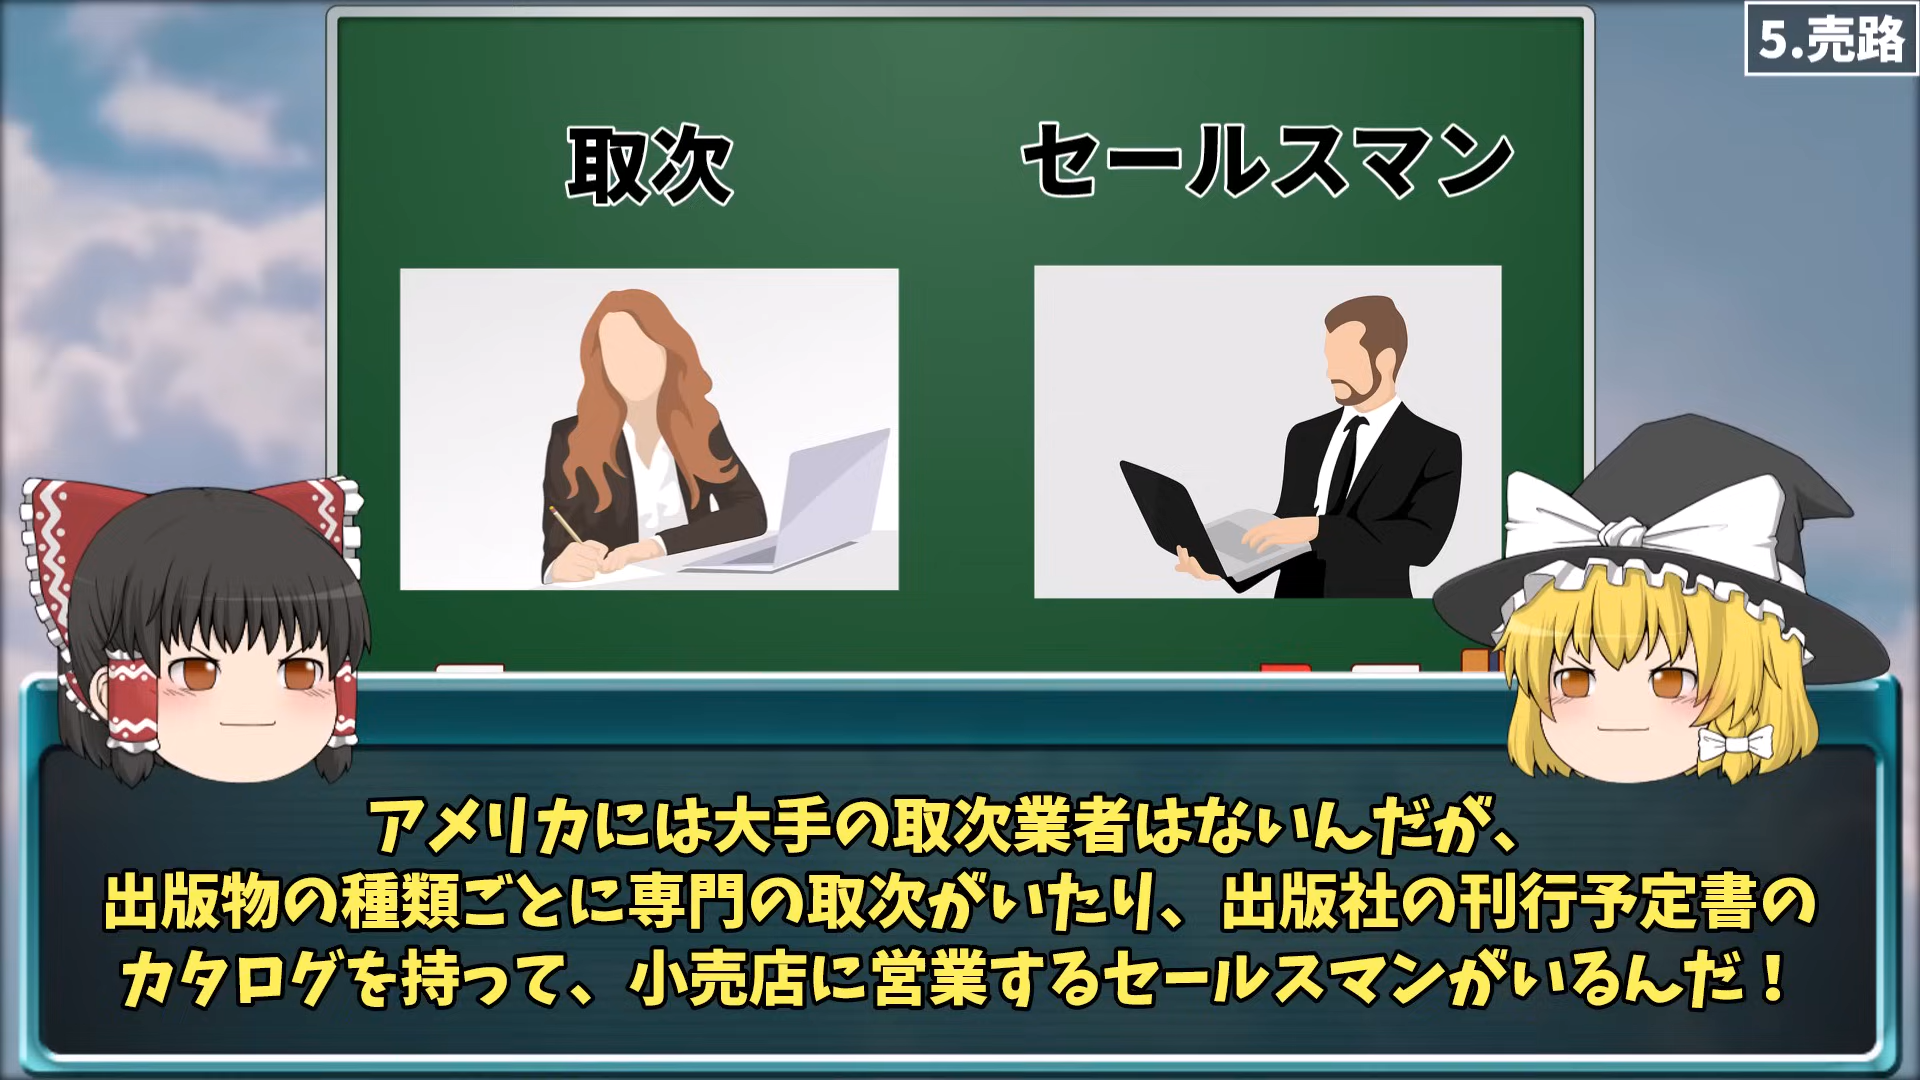 5.売路
取次
セールスマン
アメリカには大手の取次業者はないんだが、
出版物の種類ごとに専門の取次がいたり、出版社の刊行予定書の
カタログを持って、小売店に営業するセールスマンがいるんだ！